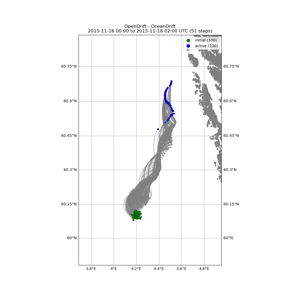 OpenDrift - OceanDrift
2015-11-16 00:00 to 2015-11-18 02:00 UTC (51 steps)
initial (100)
active (100)
60.75°N
60.75°N
60.6°N
60.6°N
60.45°N
60.45°N
60.3°N
60.3°N
60.15°N
60.15°N
60°N
60°N
3.8°E 4°E 4.2°E 4.4°E 4.6°E 4.8°E